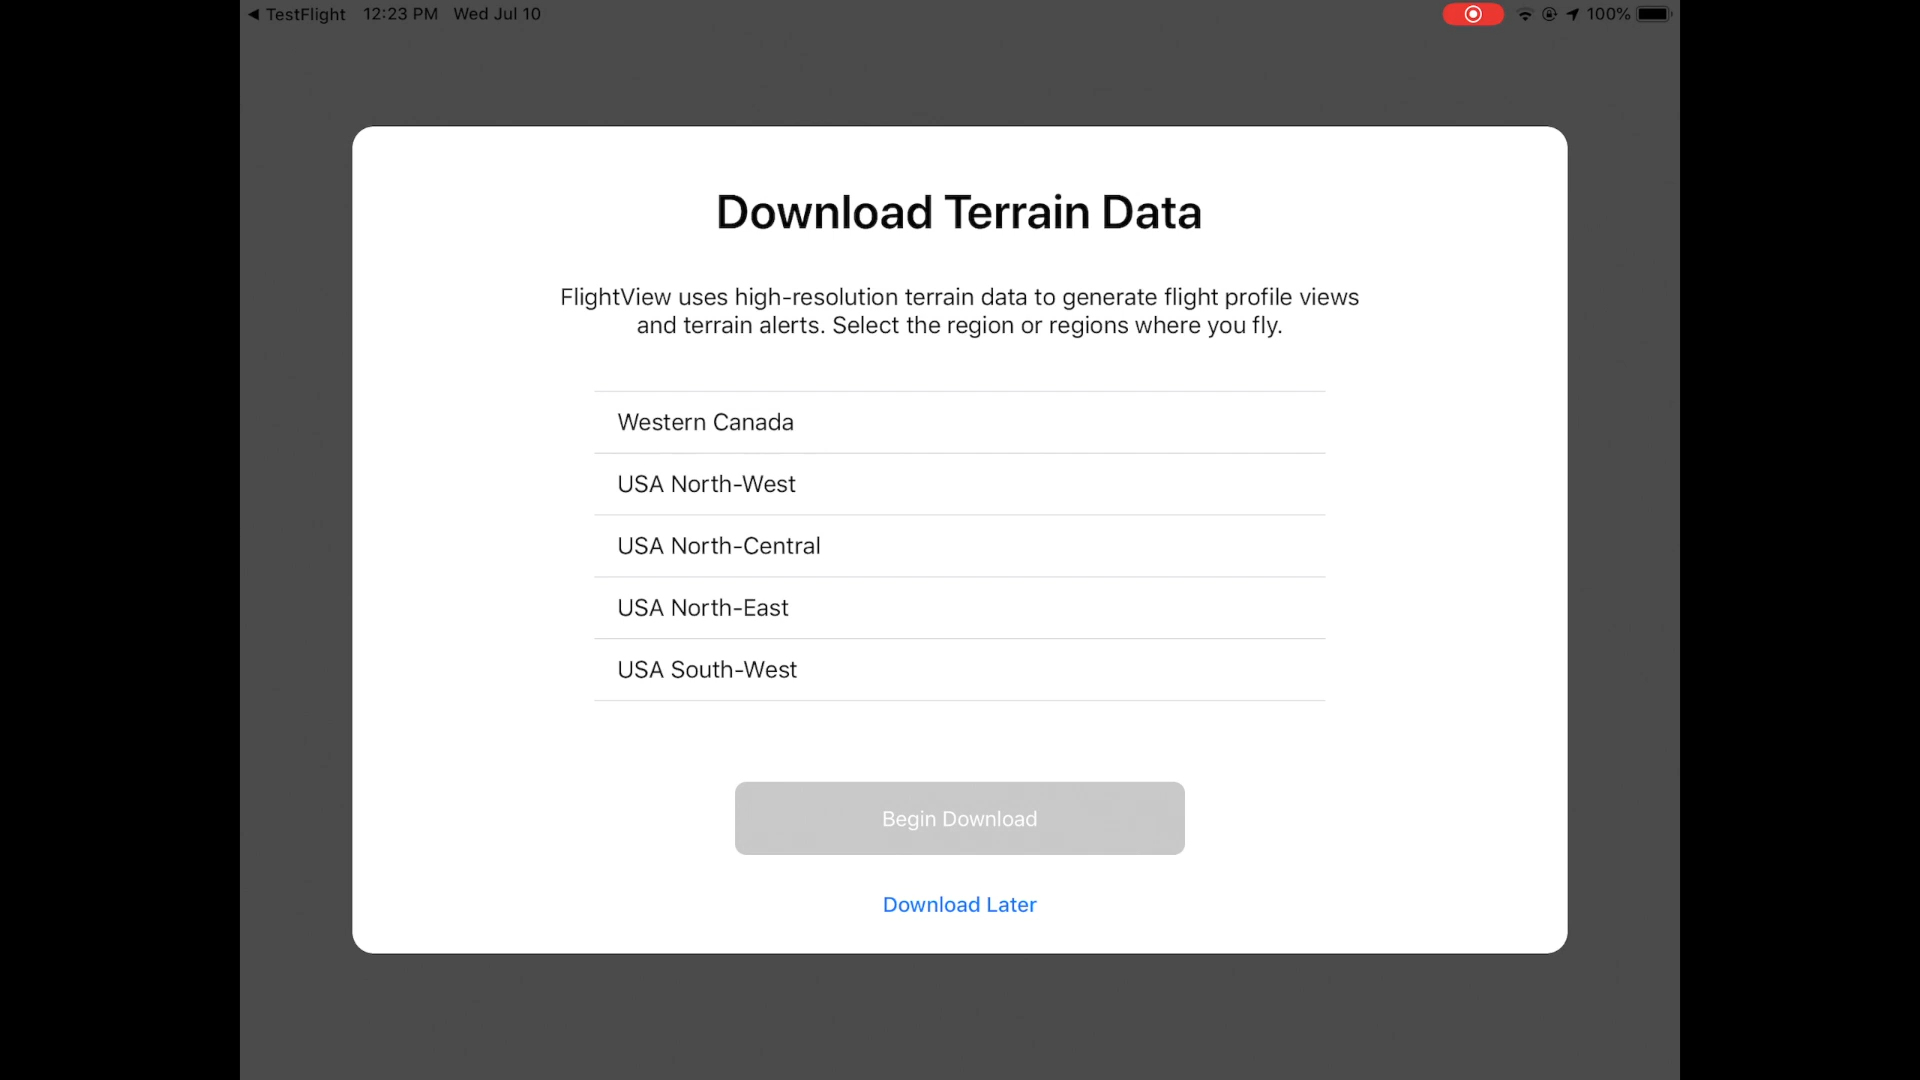 ◀ TestFlight 12:23 PM Wed Jul 10 100%
Download Terrain Data
FlightView uses high-resolution terrain data to generate flight profile views
and terrain alerts. Select the region or regions where you fly.
Western Canada
USA North-West
USA North-Central
USA North-East
USA South-West
Begin Download
Download Later